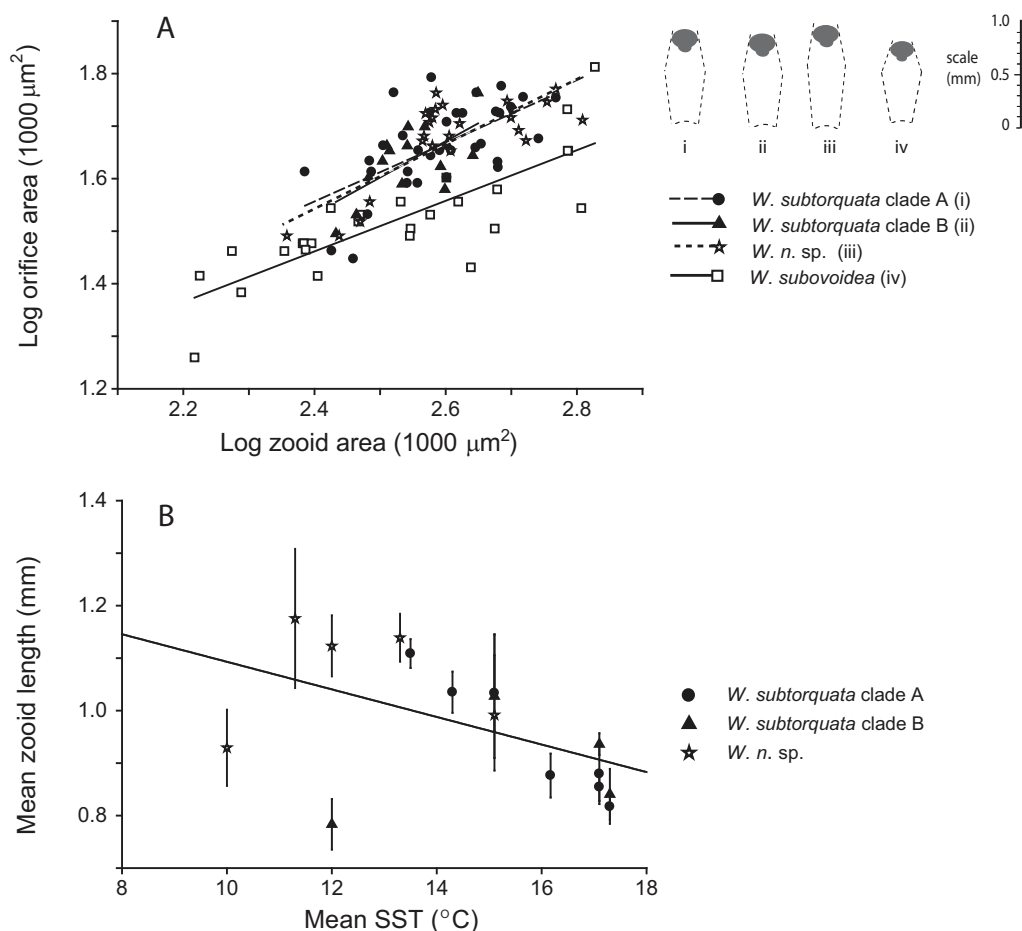 A
Log orifice area (1000 μm²)
1.8
1.6
1.4
1.2
2.2 2.4 2.6 2.8
Log zooid area (1000 μm²)
i ii iii iv
scale
(mm)
1.0
0.5
0
W. subtorquata clade A (i)
W. subtorquata clade B (ii)
W. n. sp. (iii)
W. subovoidea (iv)
B
Mean zooid length (mm)
1.4
1.2
1.0
0.8
8 10 12 14 16 18
Mean SST (°C)
W. subtorquata clade A
W. subtorquata clade B
W. n. sp.